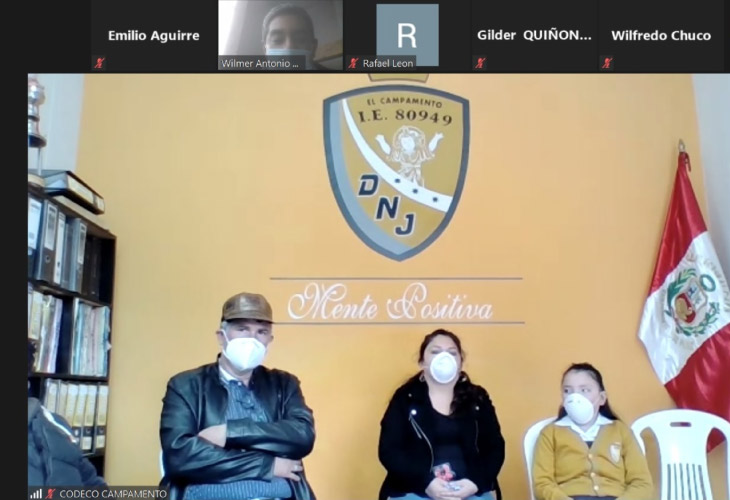 Emilio Aguirre
Wilmer Antonio ...
R
Rafael Leon
Gilder QUIÑON...
Wilfredo Chuco
EL CAMPAMENTO
I.E. 80949
DNJ
Mente Positiva
CODECO CAMPAMENTO